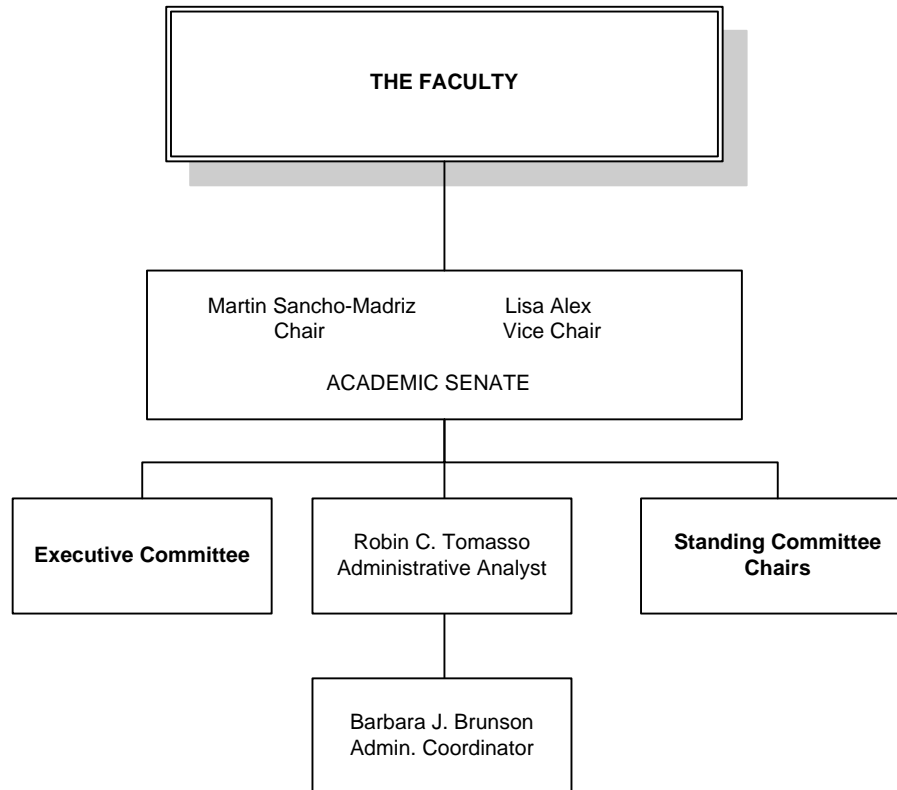 THE FACULTY
Martin Sancho-Madriz
Chair
Lisa Alex
Vice Chair
ACADEMIC SENATE
Executive Committee
Robin C. Tomasso
Administrative Analyst
Standing Committee
Chairs
Barbara J. Brunson
Admin. Coordinator